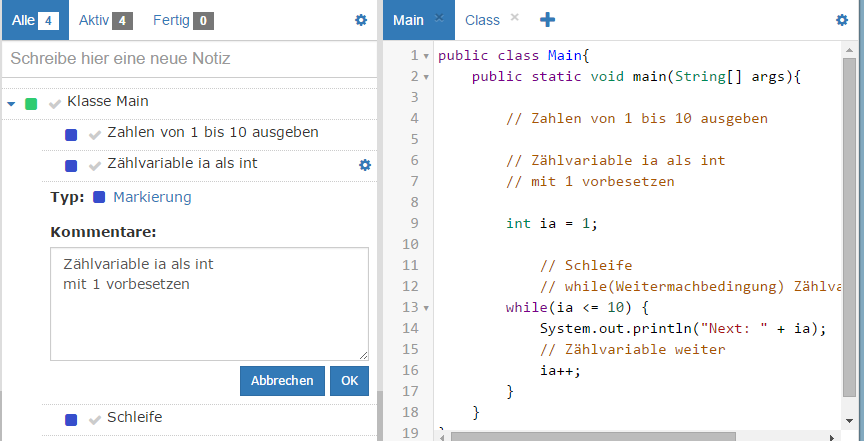 Alle 4 Aktiv 4 Fertig 0
Schreibe hier eine neue Notiz
Klasse Main
Zahlen von 1 bis 10 ausgeben
Zählvariable ia als int
Typ: Markierung
Kommentare:
Zählvariable ia als int
mit 1 vorbesetzen
Abbrechen OK
Schleife
Main × Class ×
1 public class Main{
2 public static void main(String[] args){
3
4 // Zahlen von 1 bis 10 ausgeben
5
6 // Zählvariable ia als int
7 // mit 1 vorbesetzen
8
9 int ia = 1;
10
11 // Schleife
12 // while(Weitermachbedingung) Zählva
13 while(ia <= 10) {
14 System.out.println("Next: " + ia);
15 // Zählvariable weiter
16 ia++;
17 }
18 }
19 }